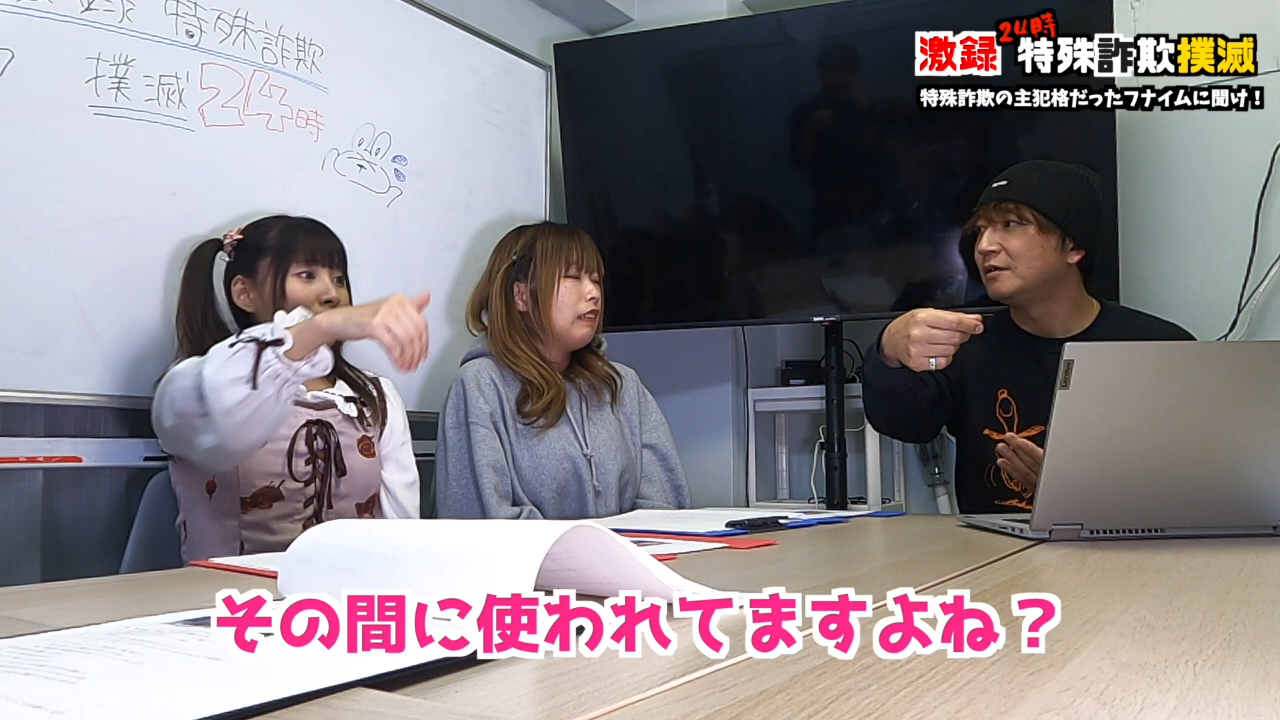 録 特殊詐欺
撲滅24時
激録24時特殊詐欺撲滅
特殊詐欺の主犯格だったフナイムに聞け！
Lenovo
その間に使われてますよね？